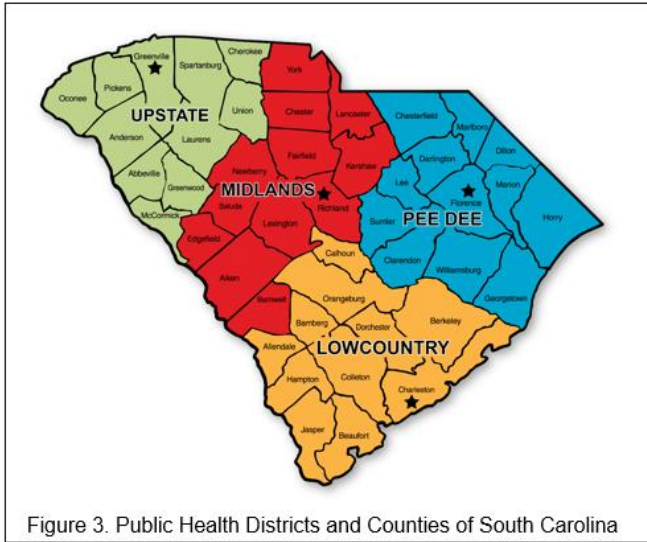 Cherokee
Greenville
Spartanburg
York
Pickens
Oconee
Union
UPSTATE
Chester
Lancaster
Chesterfield
Marlboro
Anderson
Laurens
Dillon
Darlington
Fairfield
Kershaw
Newberry
Abbeville
Lee
Marion
Greenwood
MIDLANDS
Florence
Saluda
Richland
McCormick
Horry
Sumter
PEE DEE
Lexington
Edgefield
Calhoun
Clarendon
Williamsburg
Aiken
Orangeburg
Georgetown
Barnwell
Bamberg
Dorchester
Berkeley
Allendale
LOWCOUNTRY
Hampton
Colleton
Charleston
Jasper
Beaufort
Figure 3. Public Health Districts and Counties of South Carolina